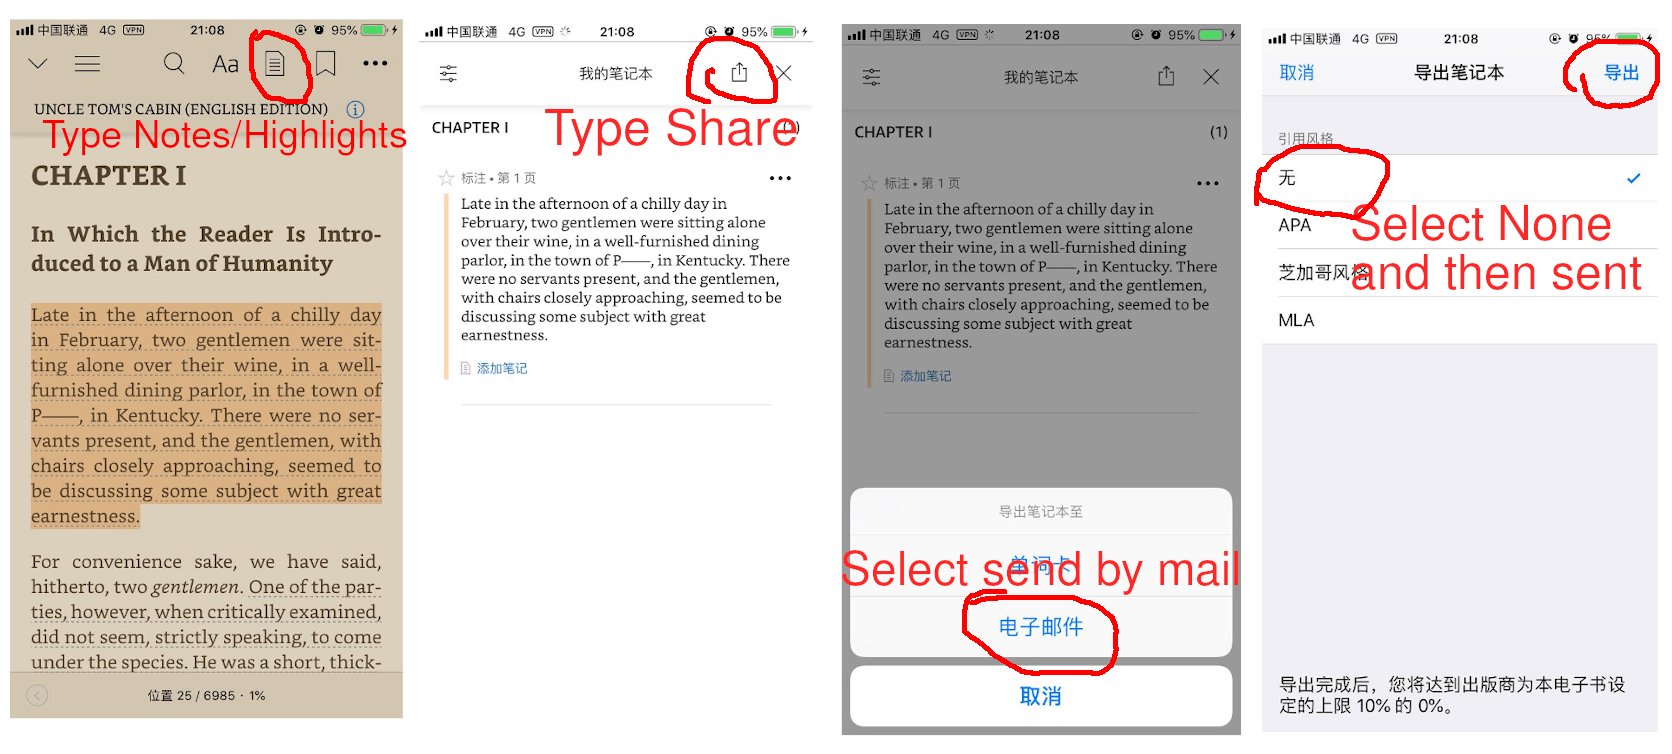 中国联通 4G VPN 21:08 95%
Aa
UNCLE TOM'S CABIN (ENGLISH EDITION)
Type Notes/Highlights
CHAPTER I
In Which the Reader Is Intro-
duced to a Man of Humanity
Late in the afternoon of a chilly day
in February, two gentlemen were sit-
ting alone over their wine, in a well-
furnished dining parlor, in the town of
P——, in Kentucky. There were no ser-
vants present, and the gentlemen, with
chairs closely approaching, seemed to
be discussing some subject with great
earnestness.
For convenience sake, we have said,
hitherto, two gentlemen. One of the par-
ties, however, when critically examined,
did not seem, strictly speaking, to come
under the species. He was a short, thick-
位置 25 / 6985 · 1%
中国联通 4G VPN 21:08 95%
我的笔记本
Type Share
CHAPTER I (1)
标注 • 第 1 页
Late in the afternoon of a chilly day in
February, two gentlemen were sitting alone
over their wine, in a well-furnished dining
parlor, in the town of P——, in Kentucky. There
were no servants present, and the gentlemen,
with chairs closely approaching, seemed to be
discussing some subject with great
earnestness.
添加笔记
中国联通 4G VPN 21:08 95%
我的笔记本
CHAPTER I (1)
标注 • 第 1 页
Late in the afternoon of a chilly day in
February, two gentlemen were sitting alone
over their wine, in a well-furnished dining
parlor, in the town of P——, in Kentucky. There
were no servants present, and the gentlemen,
with chairs closely approaching, seemed to be
discussing some subject with great
earnestness.
添加笔记
导出笔记本至
单词卡
Select send by mail
电子邮件
取消
中国联通 4G VPN 21:08 95%
取消 导出笔记本 导出
引用风格
无
Select None
APA
芝加哥风格
and then sent
MLA
导出完成后，您将达到出版商为本电子书设
定的上限 10% 的 0%。